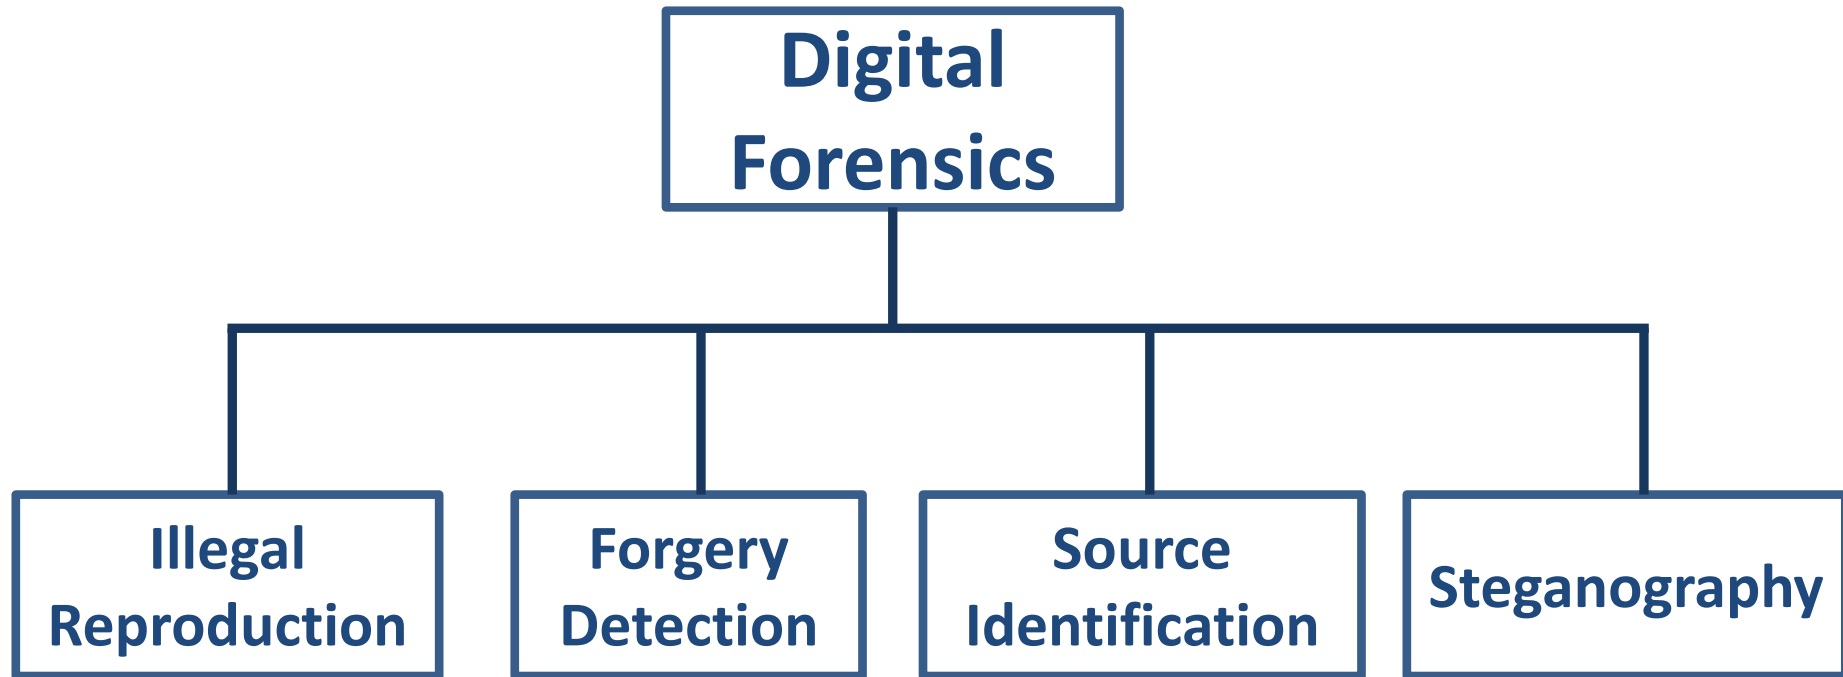 Digital
Forensics
Illegal
Reproduction
Forgery
Detection
Source
Identification
Steganography